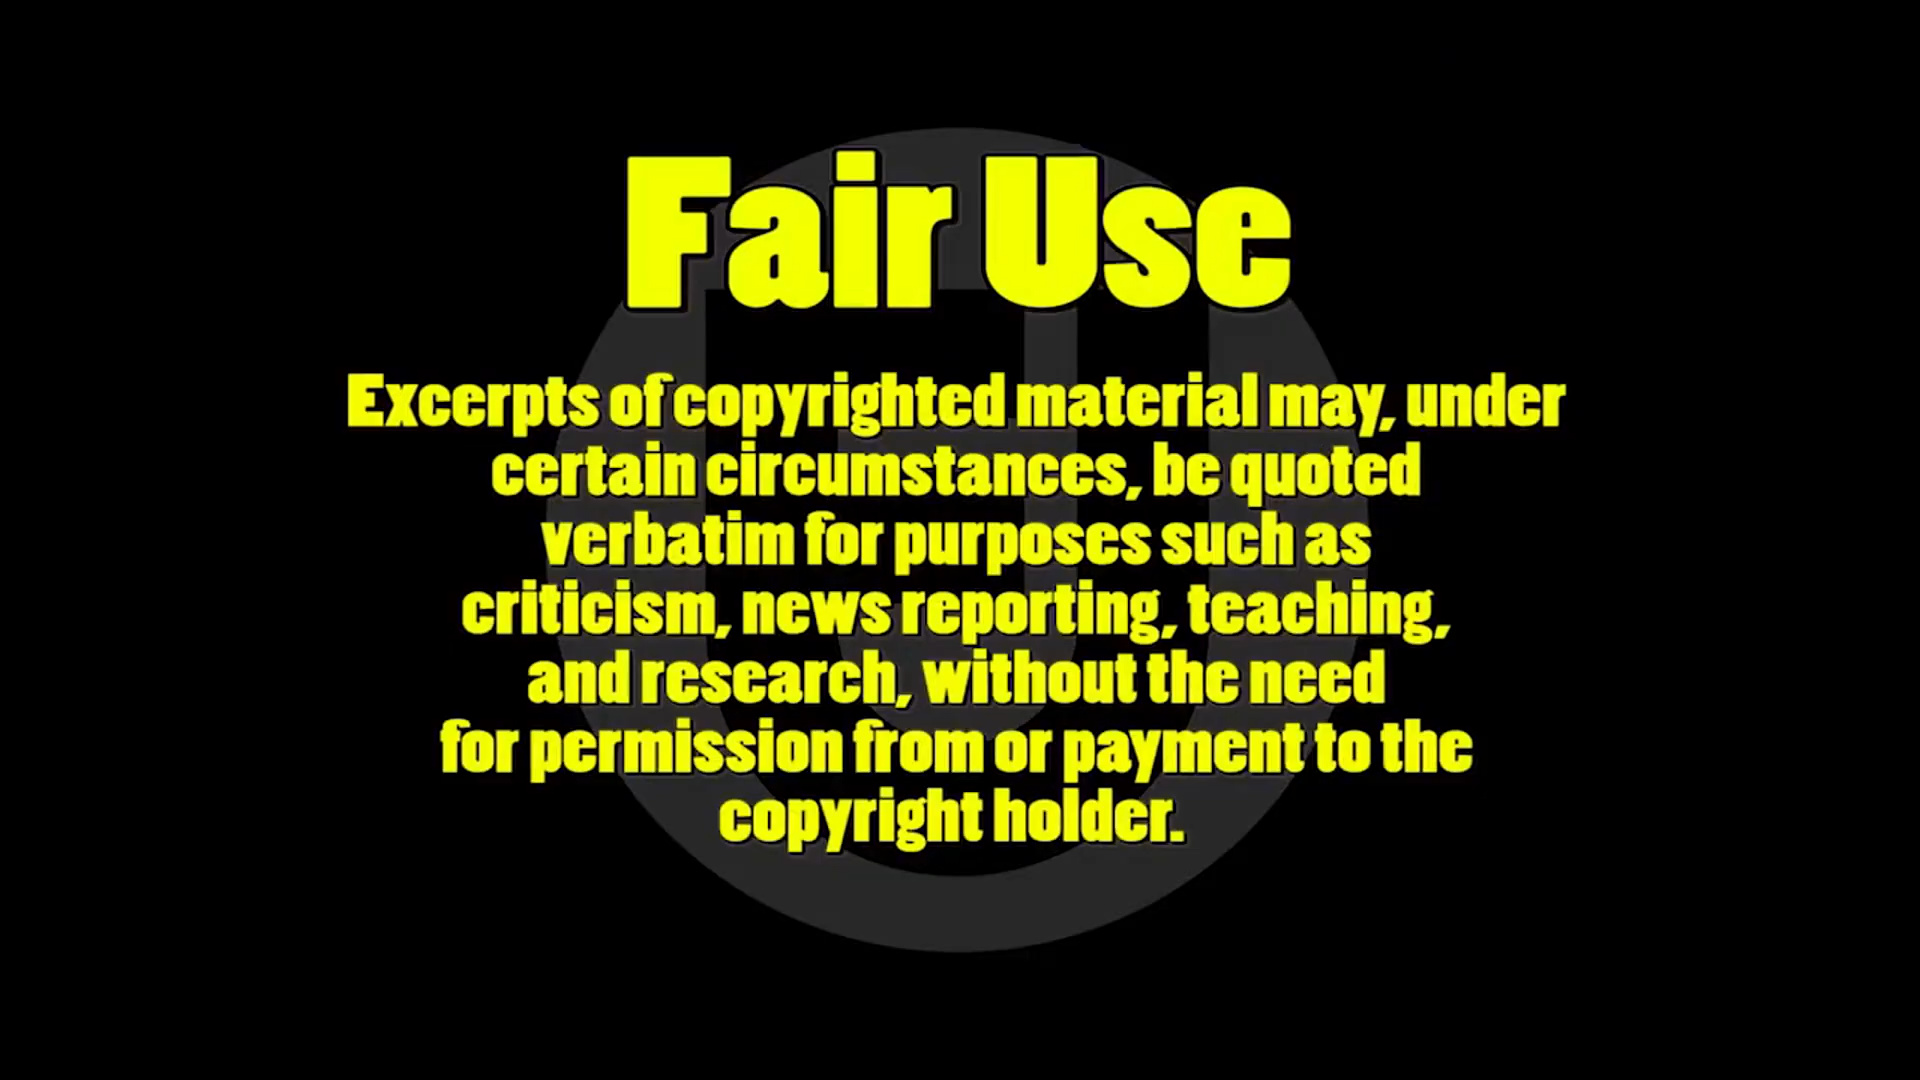 Fair Use
Excerpts of copyrighted material may, under
certain circumstances, be quoted
verbatim for purposes such as
criticism, news reporting, teaching,
and research, without the need
for permission from or payment to the
copyright holder.